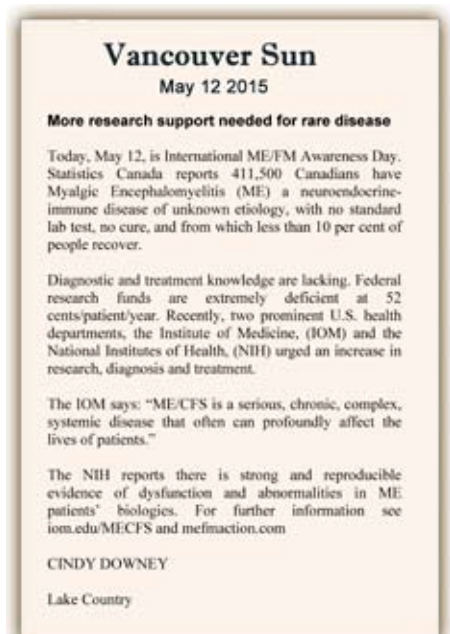 Vancouver Sun
May 12 2015
More research support needed for rare disease
Today, May 12, is International ME/FM Awareness Day.
Statistics Canada reports 411,500 Canadians have
Myalgic Encephalomyelitis (ME) a neuroendocrine-
immune disease of unknown etiology, with no standard
lab test, no cure, and from which less than 10 per cent of
people recover.
Diagnostic and treatment knowledge are lacking. Federal
research funds are extremely deficient at 52
cents/patient/year. Recently, two prominent U.S. health
departments, the Institute of Medicine, (IOM) and the
National Institutes of Health, (NIH) urged an increase in
research, diagnosis and treatment.
The IOM says: “ME/CFS is a serious, chronic, complex,
systemic disease that often can profoundly affect the
lives of patients.”
The NIH reports there is strong and reproducible
evidence of dysfunction and abnormalities in ME
patients’ biologies. For further information see
iom.edu/MECFS and mefmaction.com
CINDY DOWNEY
Lake Country